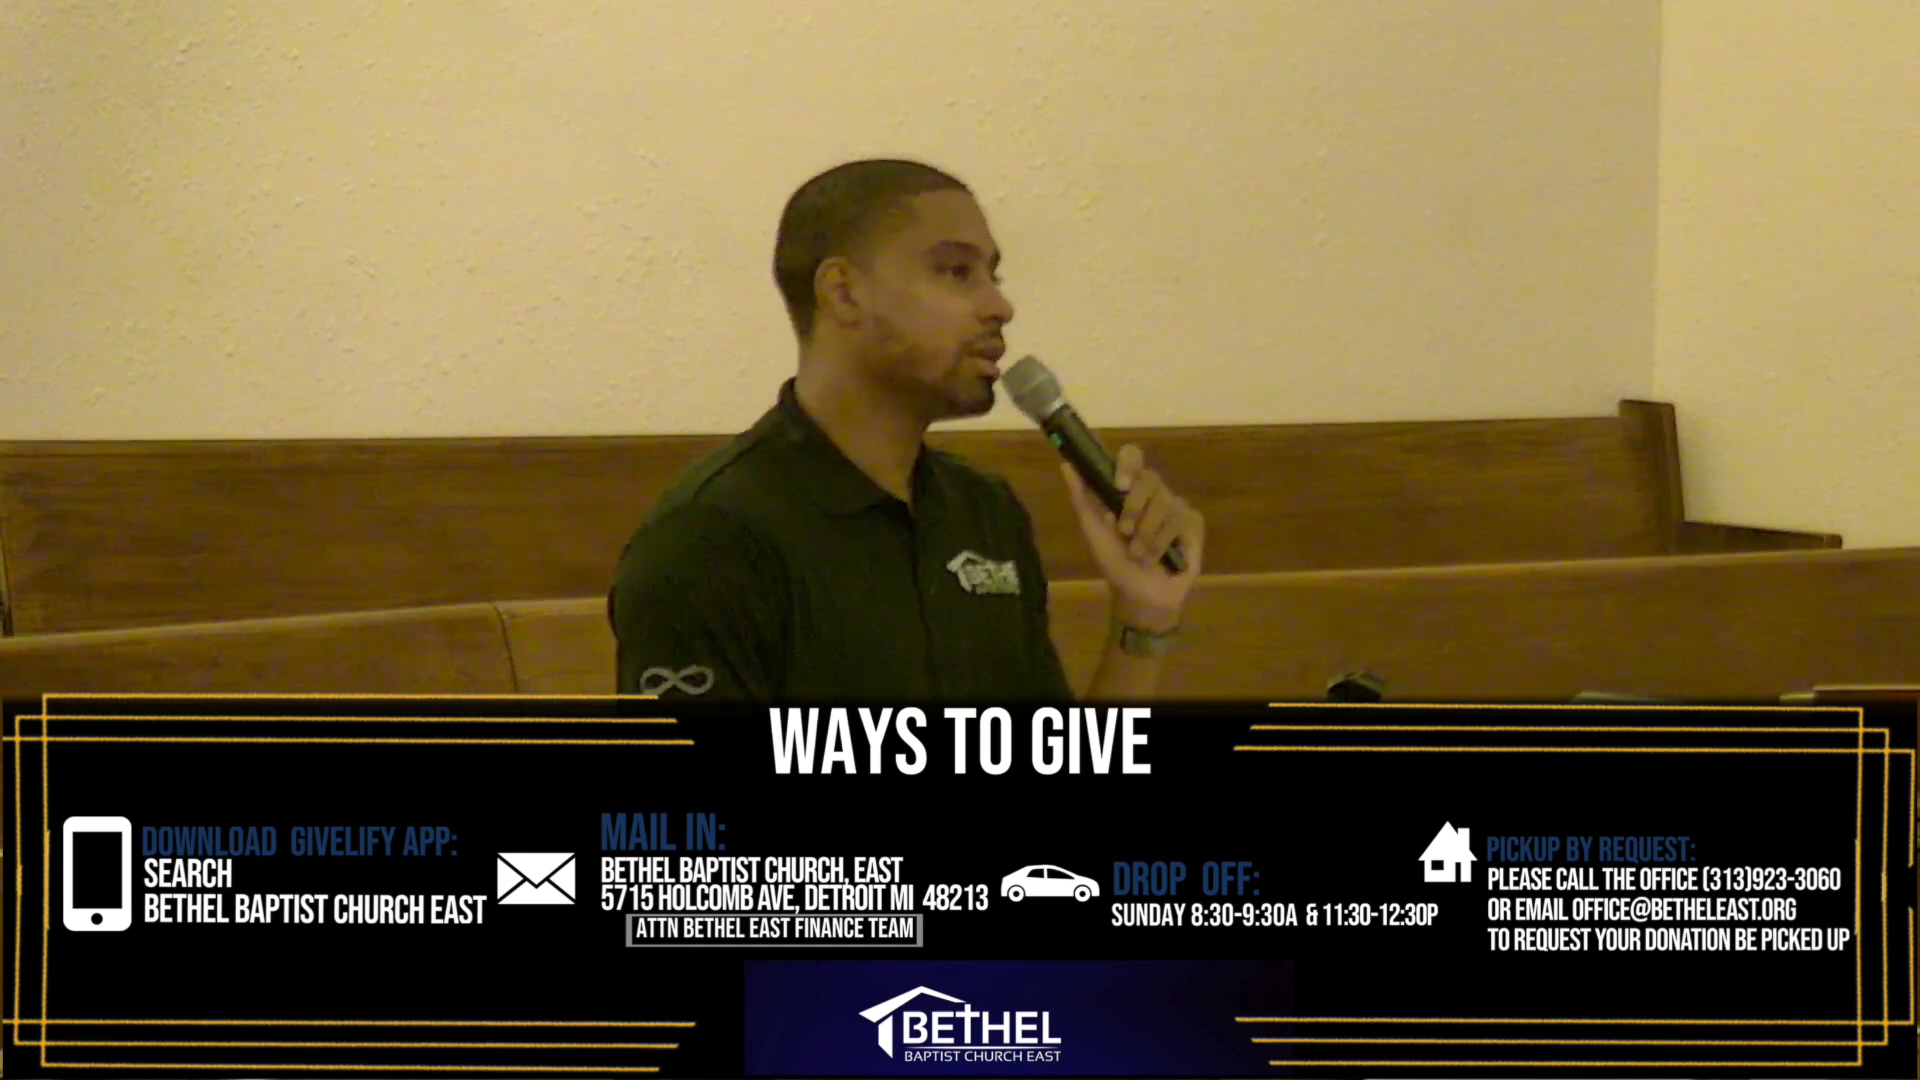 BETHEL
WAYS TO GIVE
DOWNLOAD GIVELIFY APP:
SEARCH
BETHEL BAPTIST CHURCH EAST
MAIL IN:
BETHEL BAPTIST CHURCH, EAST
5715 HOLCOMB AVE, DETROIT MI 48213
ATTN BETHEL EAST FINANCE TEAM
DROP OFF:
SUNDAY 8:30-9:30A & 11:30-12:30P
PICKUP BY REQUEST:
PLEASE CALL THE OFFICE (313)923-3060
OR EMAIL OFFICE@BETHELEAST.ORG
TO REQUEST YOUR DONATION BE PICKED UP
BETHEL
BAPTIST CHURCH EAST